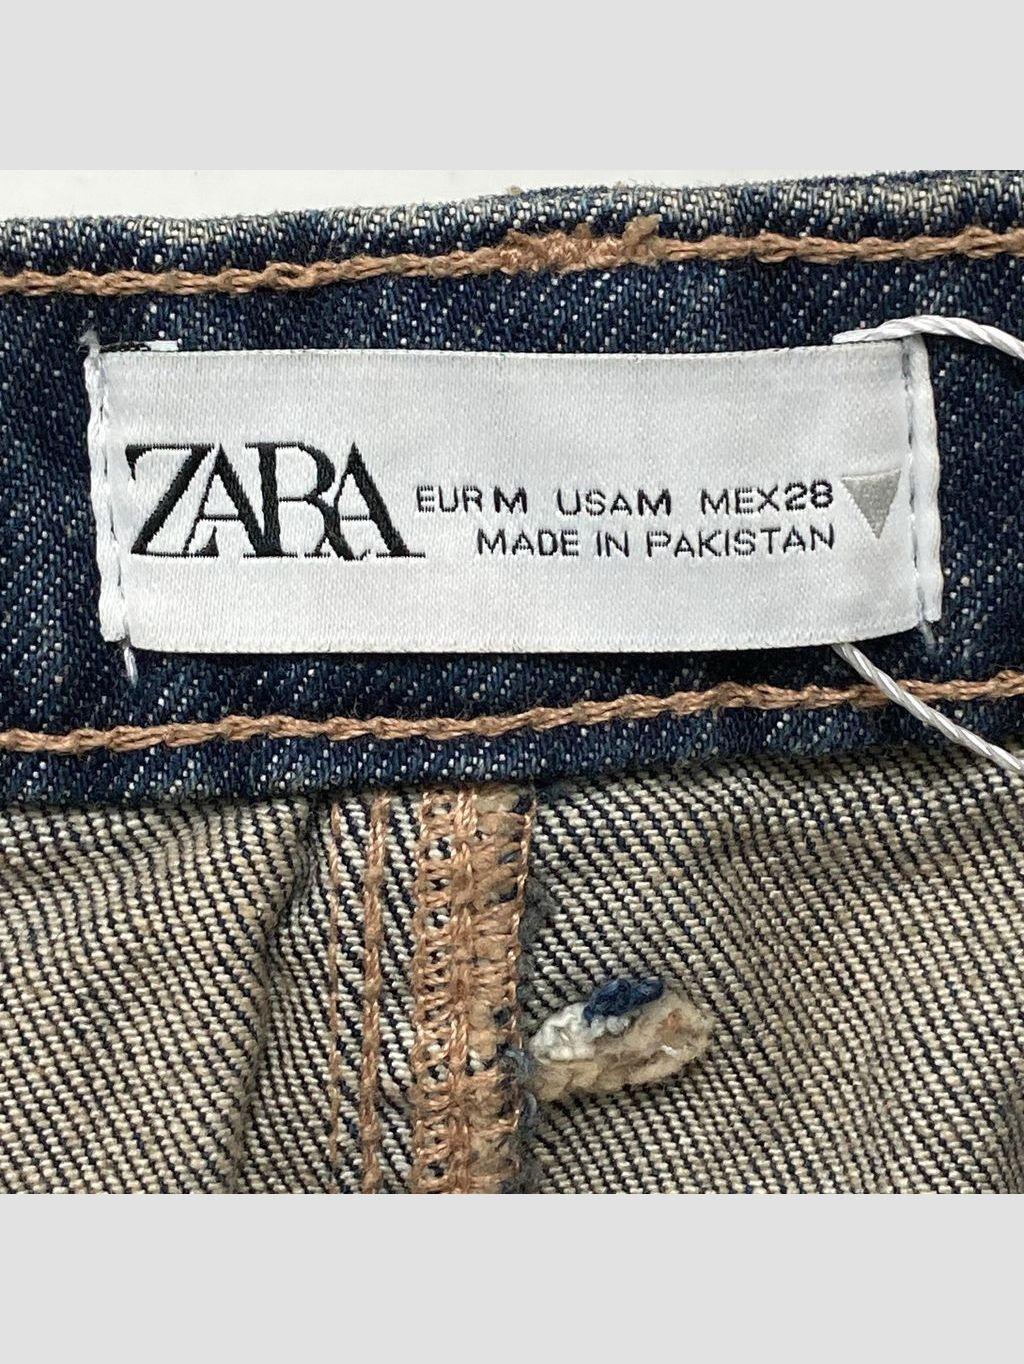 ZARA
EUR M USA M MEX 28
MADE IN PAKISTAN